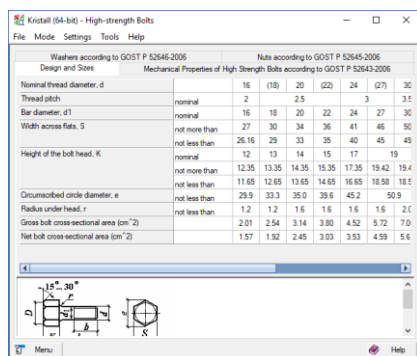 Kristall (64-bit) - High-strength Bolts
File Mode Settings Tools Help
Washers according to GOST P 52646-2006 Nuts according to GOST P 52645-2006
Design and Sizes Mechanical Properties of High Strength Bolts according to GOST P 52643-2006
Nominal thread diameter, d 16 (18) 20 (22) 24 (27) 30
Thread pitch nominal 2 2.5 3 3.5
Bar diameter, d1 nominal 16 18 20 22 24 27 30
Width across flat, S not more than 27 30 34 36 41 46 50
not less than 26.16 29 33 35 40 45 49
Height of the bolt head, K nominal 12 13 14 15 17 19
not more than 12.35 13.35 14.35 15.35 17.35 19.42 19.4
not less than 11.65 12.65 13.65 14.65 16.65 18.58 18.5
Circumscribed circle diameter, e not less than 29.9 33.3 35.0 39.6 45.2 50.9
Radius under head, r not less than 1.2 1.2 1.6 1.6 1.6 1.6 2.0
Gross bolt cross-sectional area (cm^2) 2.01 2.54 3.14 3.80 4.52 5.72 7.0
Net bolt cross-sectional area (cm^2) 1.57 1.92 2.45 3.03 3.53 4.59 5.6
15°...30°
r
D d1 d e
b
S
Menu Help